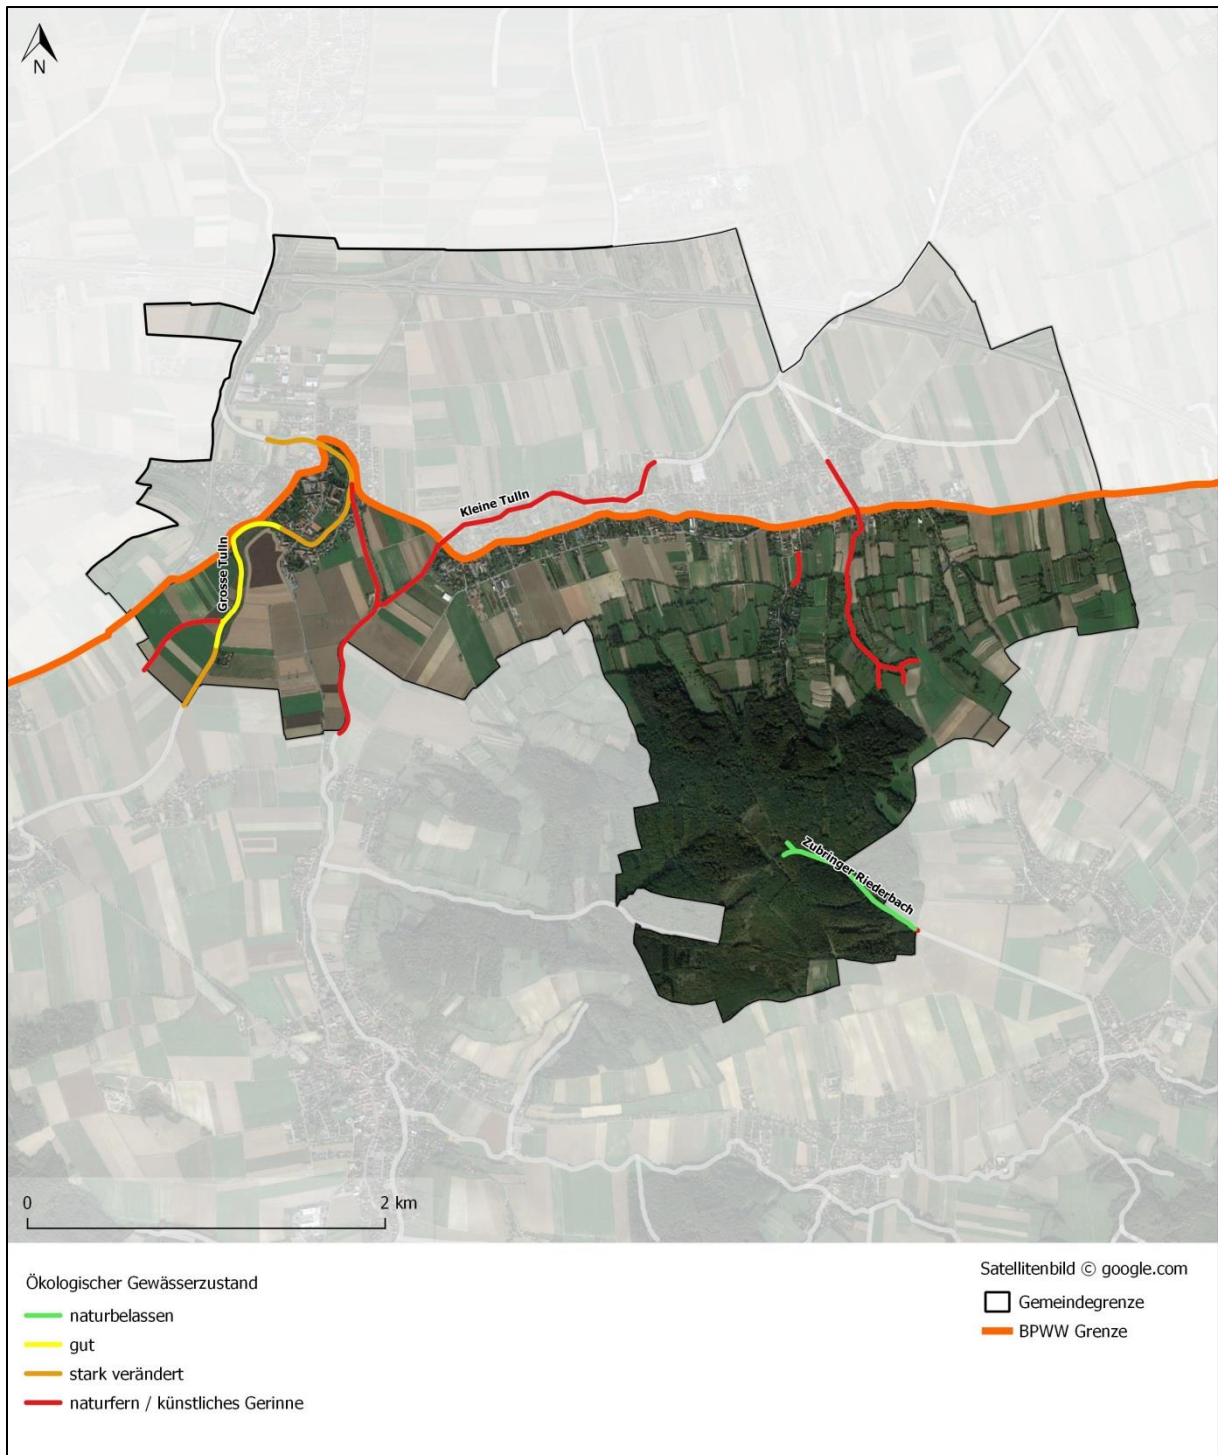 N
Kleine Tulln
Grosse Tulln
Zubringer Riederbach
0 2 km
Ökologischer Gewässerzustand
naturbelassen
gut
stark verändert
naturfern / künstliches Gerinne
Satellitenbild © google.com
Gemeindegrenze
BPWW Grenze